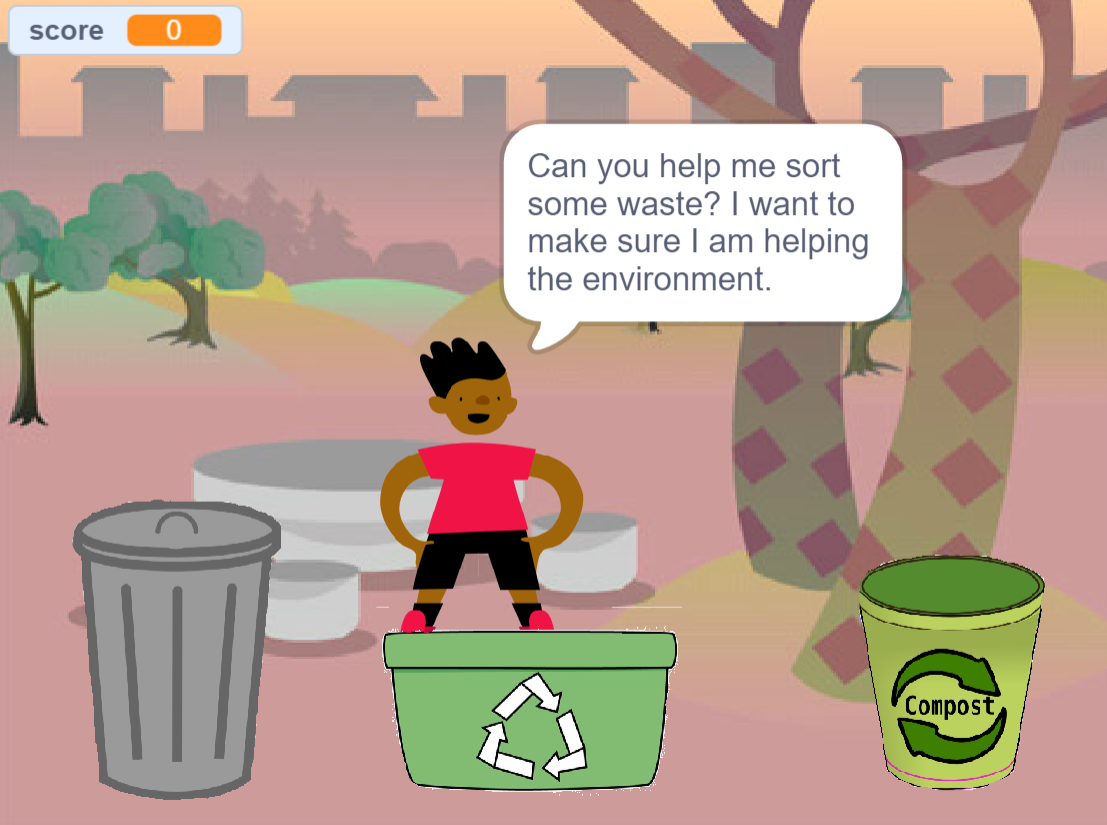 score 0
Can you help me sort
some waste? I want to
make sure I am helping
the environment.
Compost